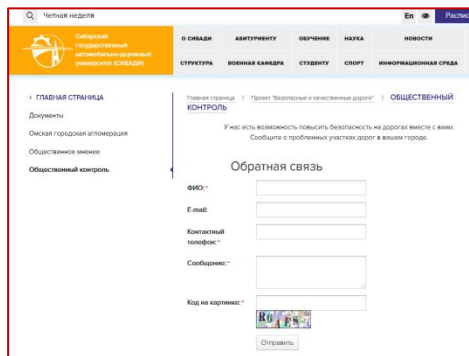 Четная неделя
En
Распис
Сибирский
государственный
автомобильно-дорожный
университет (СИБАДИ)
О СИБАДИ АБИТУРИЕНТУ ОБУЧЕНИЕ НАУКА НОВОСТИ
СТРУКТУРА ВОЕННАЯ КАФЕДРА СТУДЕНТУ СПОРТ ИНФОРМАЦИОННАЯ СРЕДА
‹ ГЛАВНАЯ СТРАНИЦА
Документы
Омская городская агломерация
Общественное мнение
Общественный контроль
Главная страница > Проект "Безопасные и качественные дороги" > ОБЩЕСТВЕННЫЙ
КОНТРОЛЬ
У нас есть возможность повысить безопасность на дорогах вместе с вами.
Сообщите о проблемных участках дорог в вашем городе.
Обратная связь
ФИО:*
E-mail:
Контактный
телефон:*
Сообщение:*
Код на картинке:*
Отправить